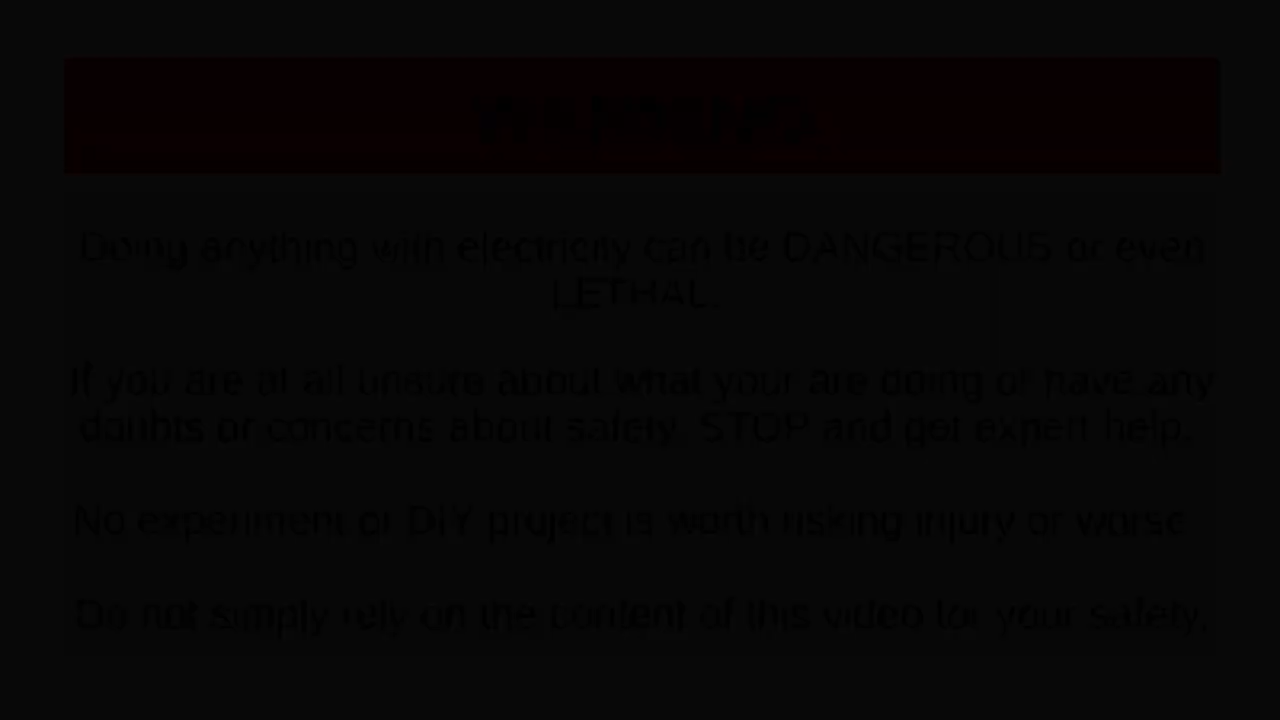 WARNING
Doing anything with electricity can be DANGEROUS or even
LETHAL.
If you are at all unsure about what your are doing or have any
doubts or concerns about safety, STOP and get expert help.
No experiment or DIY project is worth risking injury or worse
Do not simply rely on the content of this video for your safety.